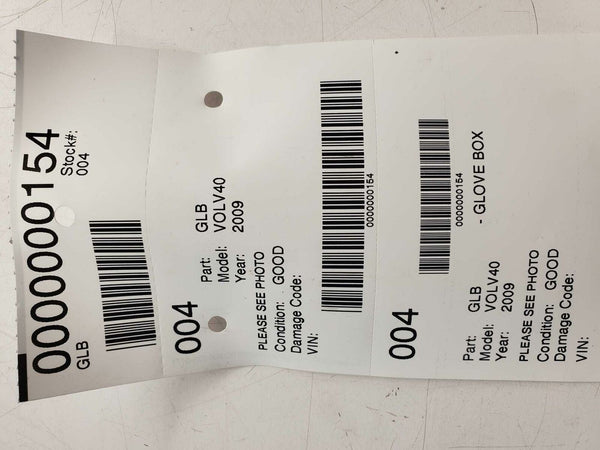 0000000154
Stock#:
004
GLB
004
Part: GLB
Model: VOLV40
Year: 2009
PLEASE SEE PHOTO
Condition: GOOD
Damage Code:
VIN:
0000000154
004
0000000154
- GLOVE BOX
Part: GLB
Model: VOLV40
Year: 2009
PLEASE SEE PHOTO
Condition: GOOD
Damage Code:
VIN: